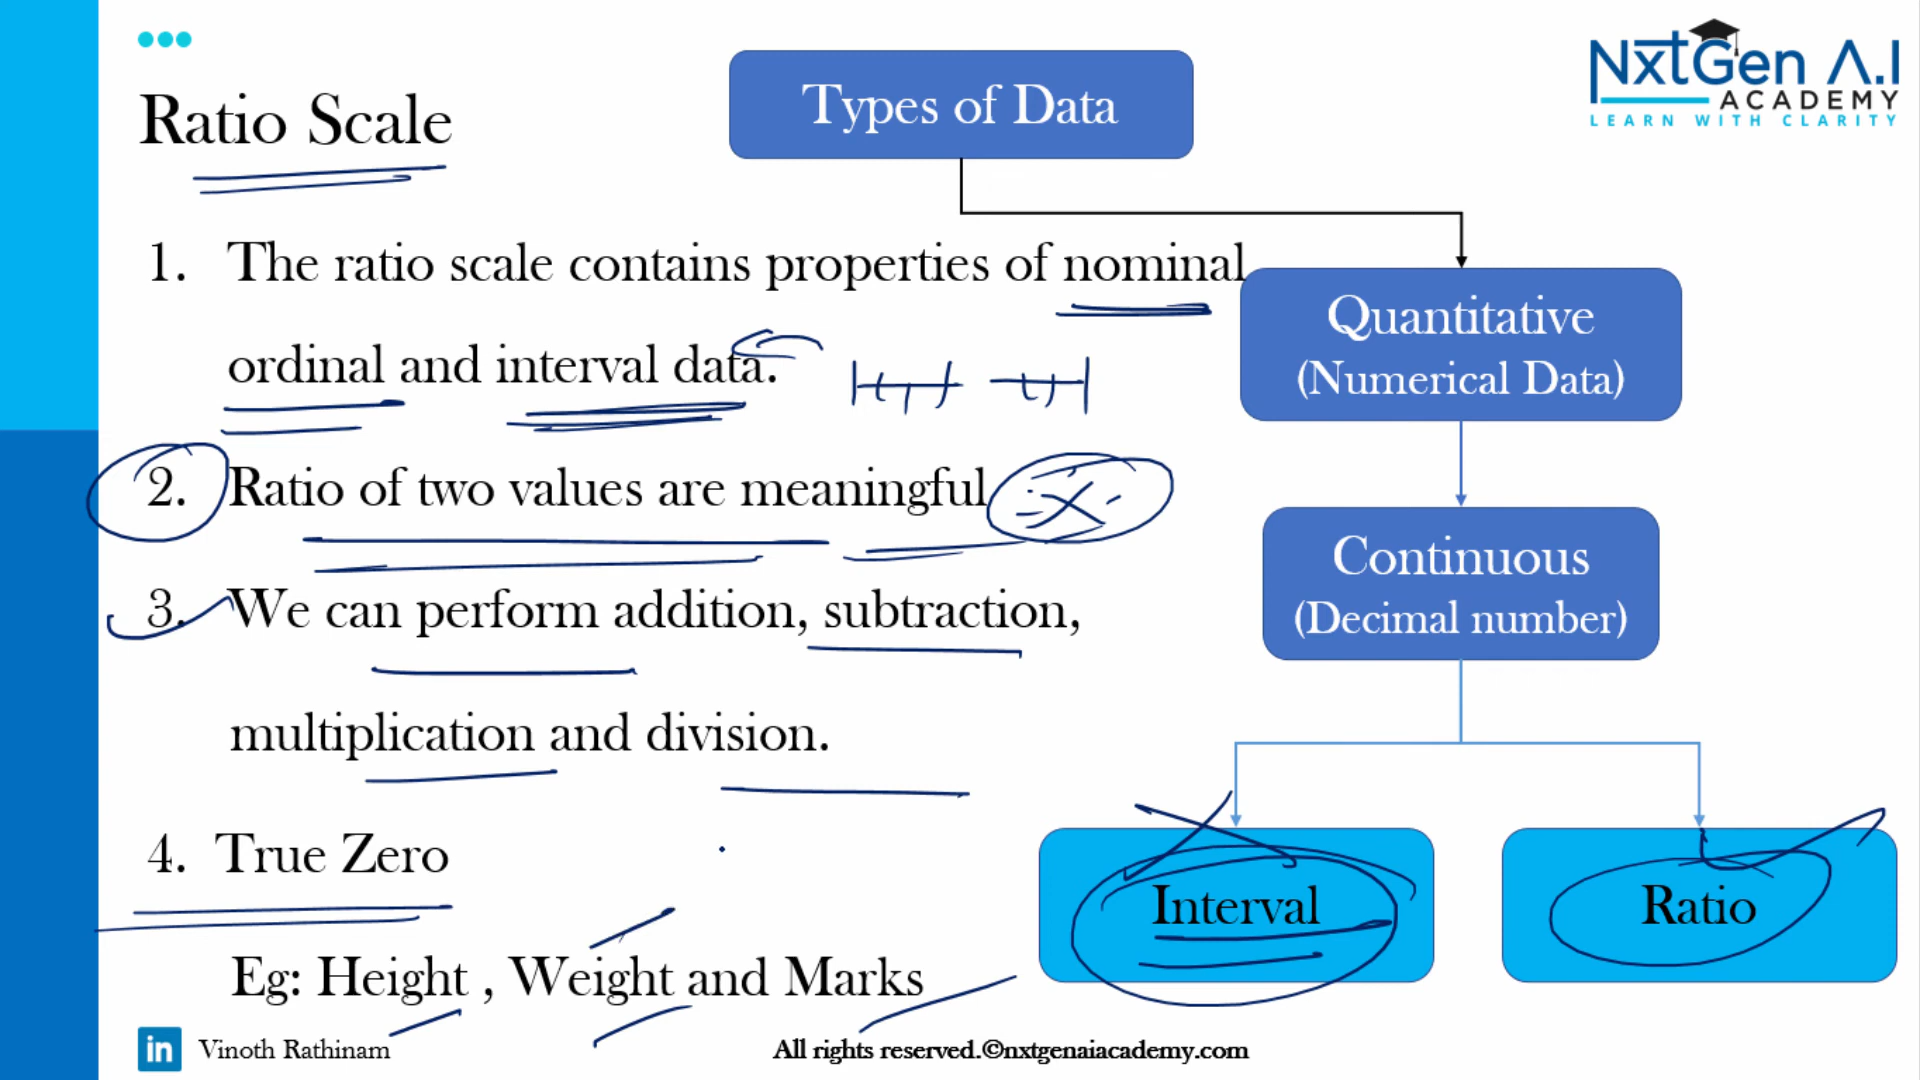 NxtGen A.I
ACADEMY
LEARN WITH CLARITY
Types of Data
Ratio Scale
1. The ratio scale contains properties of nominal
ordinal and interval data.
2. Ratio of two values are meaningful
3. We can perform addition, subtraction,
multiplication and division.
4. True Zero
Eg: Height , Weight and Marks
Quantitative
(Numerical Data)
Continuous
(Decimal number)
Interval
Ratio
in Vinoth Rathinam
All rights reserved.©nxtgenaiacademy.com